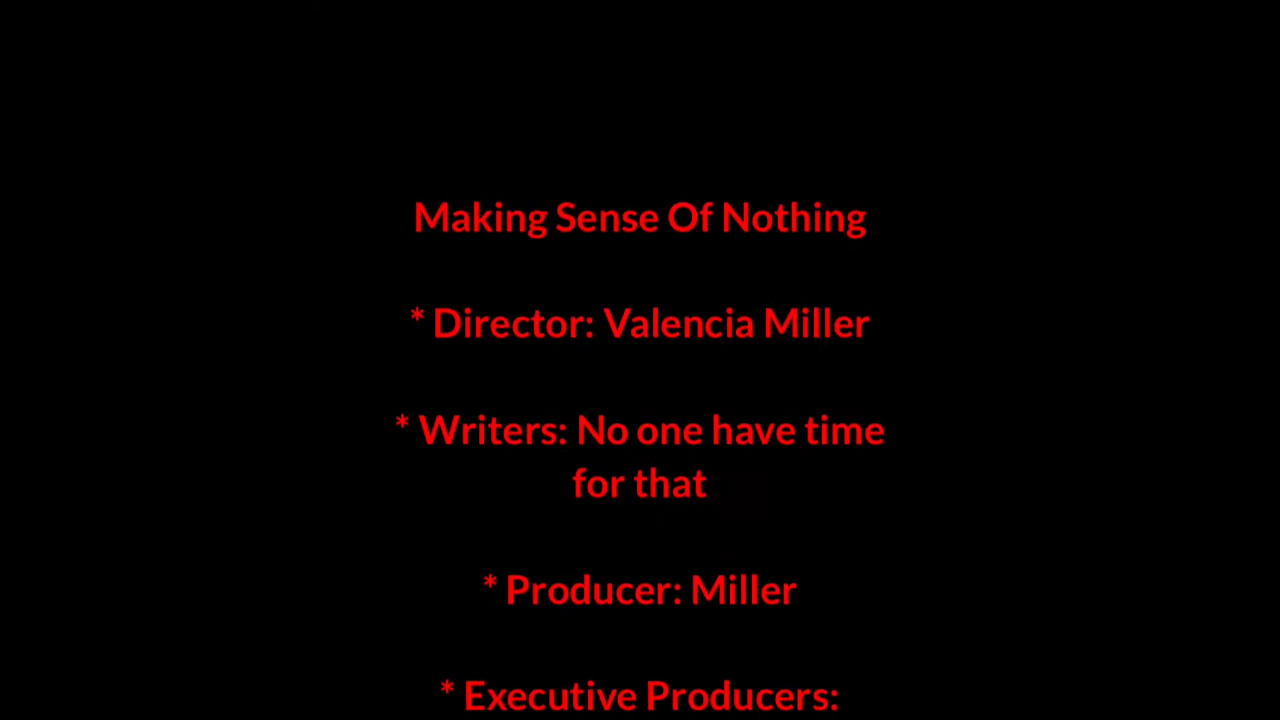 Making Sense Of Nothing
* Director: Valencia Miller
* Writers: No one have time
for that
* Producer: Miller
* Executive Producers: